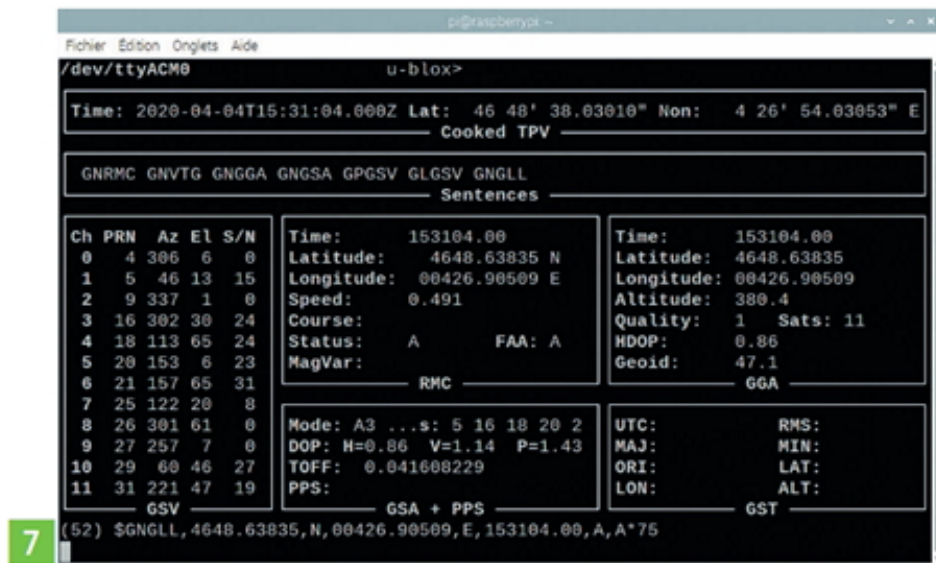 pi@raspberrypi: ~
Fichier Édition Onglets Aide
/dev/ttyACM0 u-blox>
Time: 2020-04-04T15:31:04.000Z Lat: 46 48' 38.03010" Non: 4 26' 54.03053" E
Cooked TPV
GNRMC GNVTG GNGGA GNGSA GPGSV GLGSV GNGLL
Sentences
Ch PRN Az El S/N
0 4 306 6 0
1 5 46 13 15
2 9 337 1 0
3 16 302 30 24
4 18 113 65 24
5 20 153 6 23
6 21 157 65 31
7 25 122 20 8
8 26 301 61 0
9 27 257 7 0
10 29 60 46 27
11 31 221 47 19
GSV
Time: 153104.00
Latitude: 4648.63835 N
Longitude: 00426.90509 E
Speed: 0.491
Course:
Status: A FAA: A
MagVar:
RMC
Time: 153104.00
Latitude: 4648.63835
Longitude: 00426.90509
Altitude: 380.4
Quality: 1 Sats: 11
HDOP: 0.86
Geoid: 47.1
GGA
Mode: A3 ...s: 5 16 18 20 2
DOP: H=0.86 V=1.14 P=1.43
TOFF: 0.041608229
PPS:
GSA + PPS
UTC: RMS:
MAJ: MIN:
ORI: LAT:
LON: ALT:
GST
(52) $GNGLL,4648.63835,N,00426.90509,E,153104.00,A,A*75
7